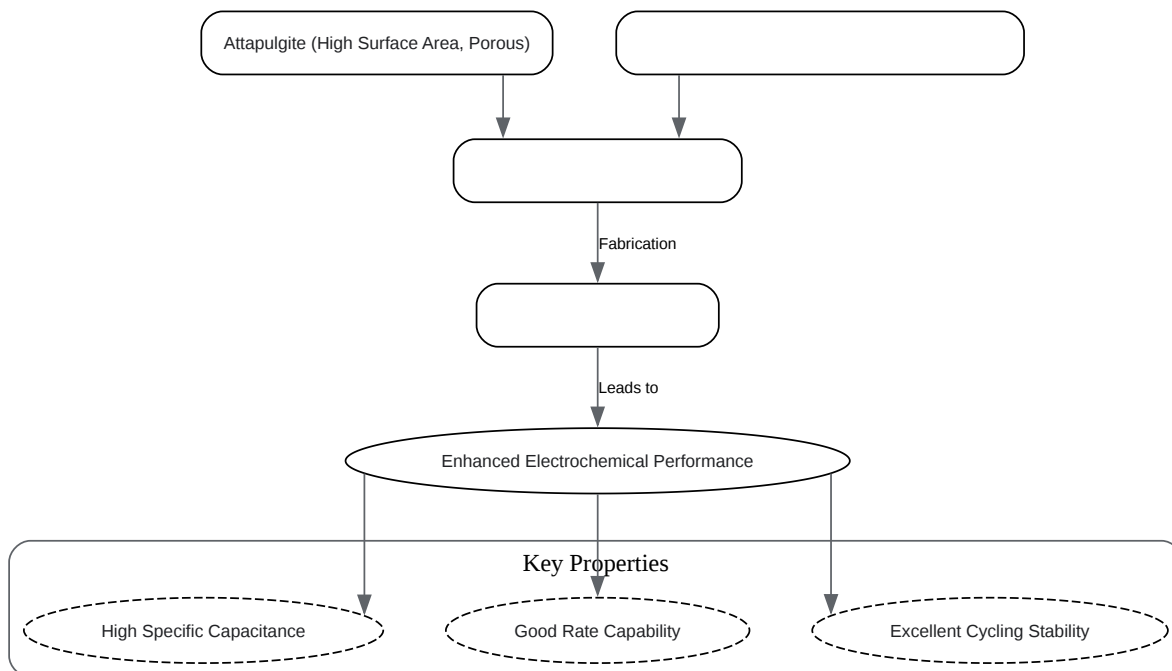 Attapulgite (High Surface Area, Porous)
Fabrication
Leads to
Enhanced Electrochemical Performance
Key Properties
High Specific Capacitance
Good Rate Capability
Excellent Cycling Stability